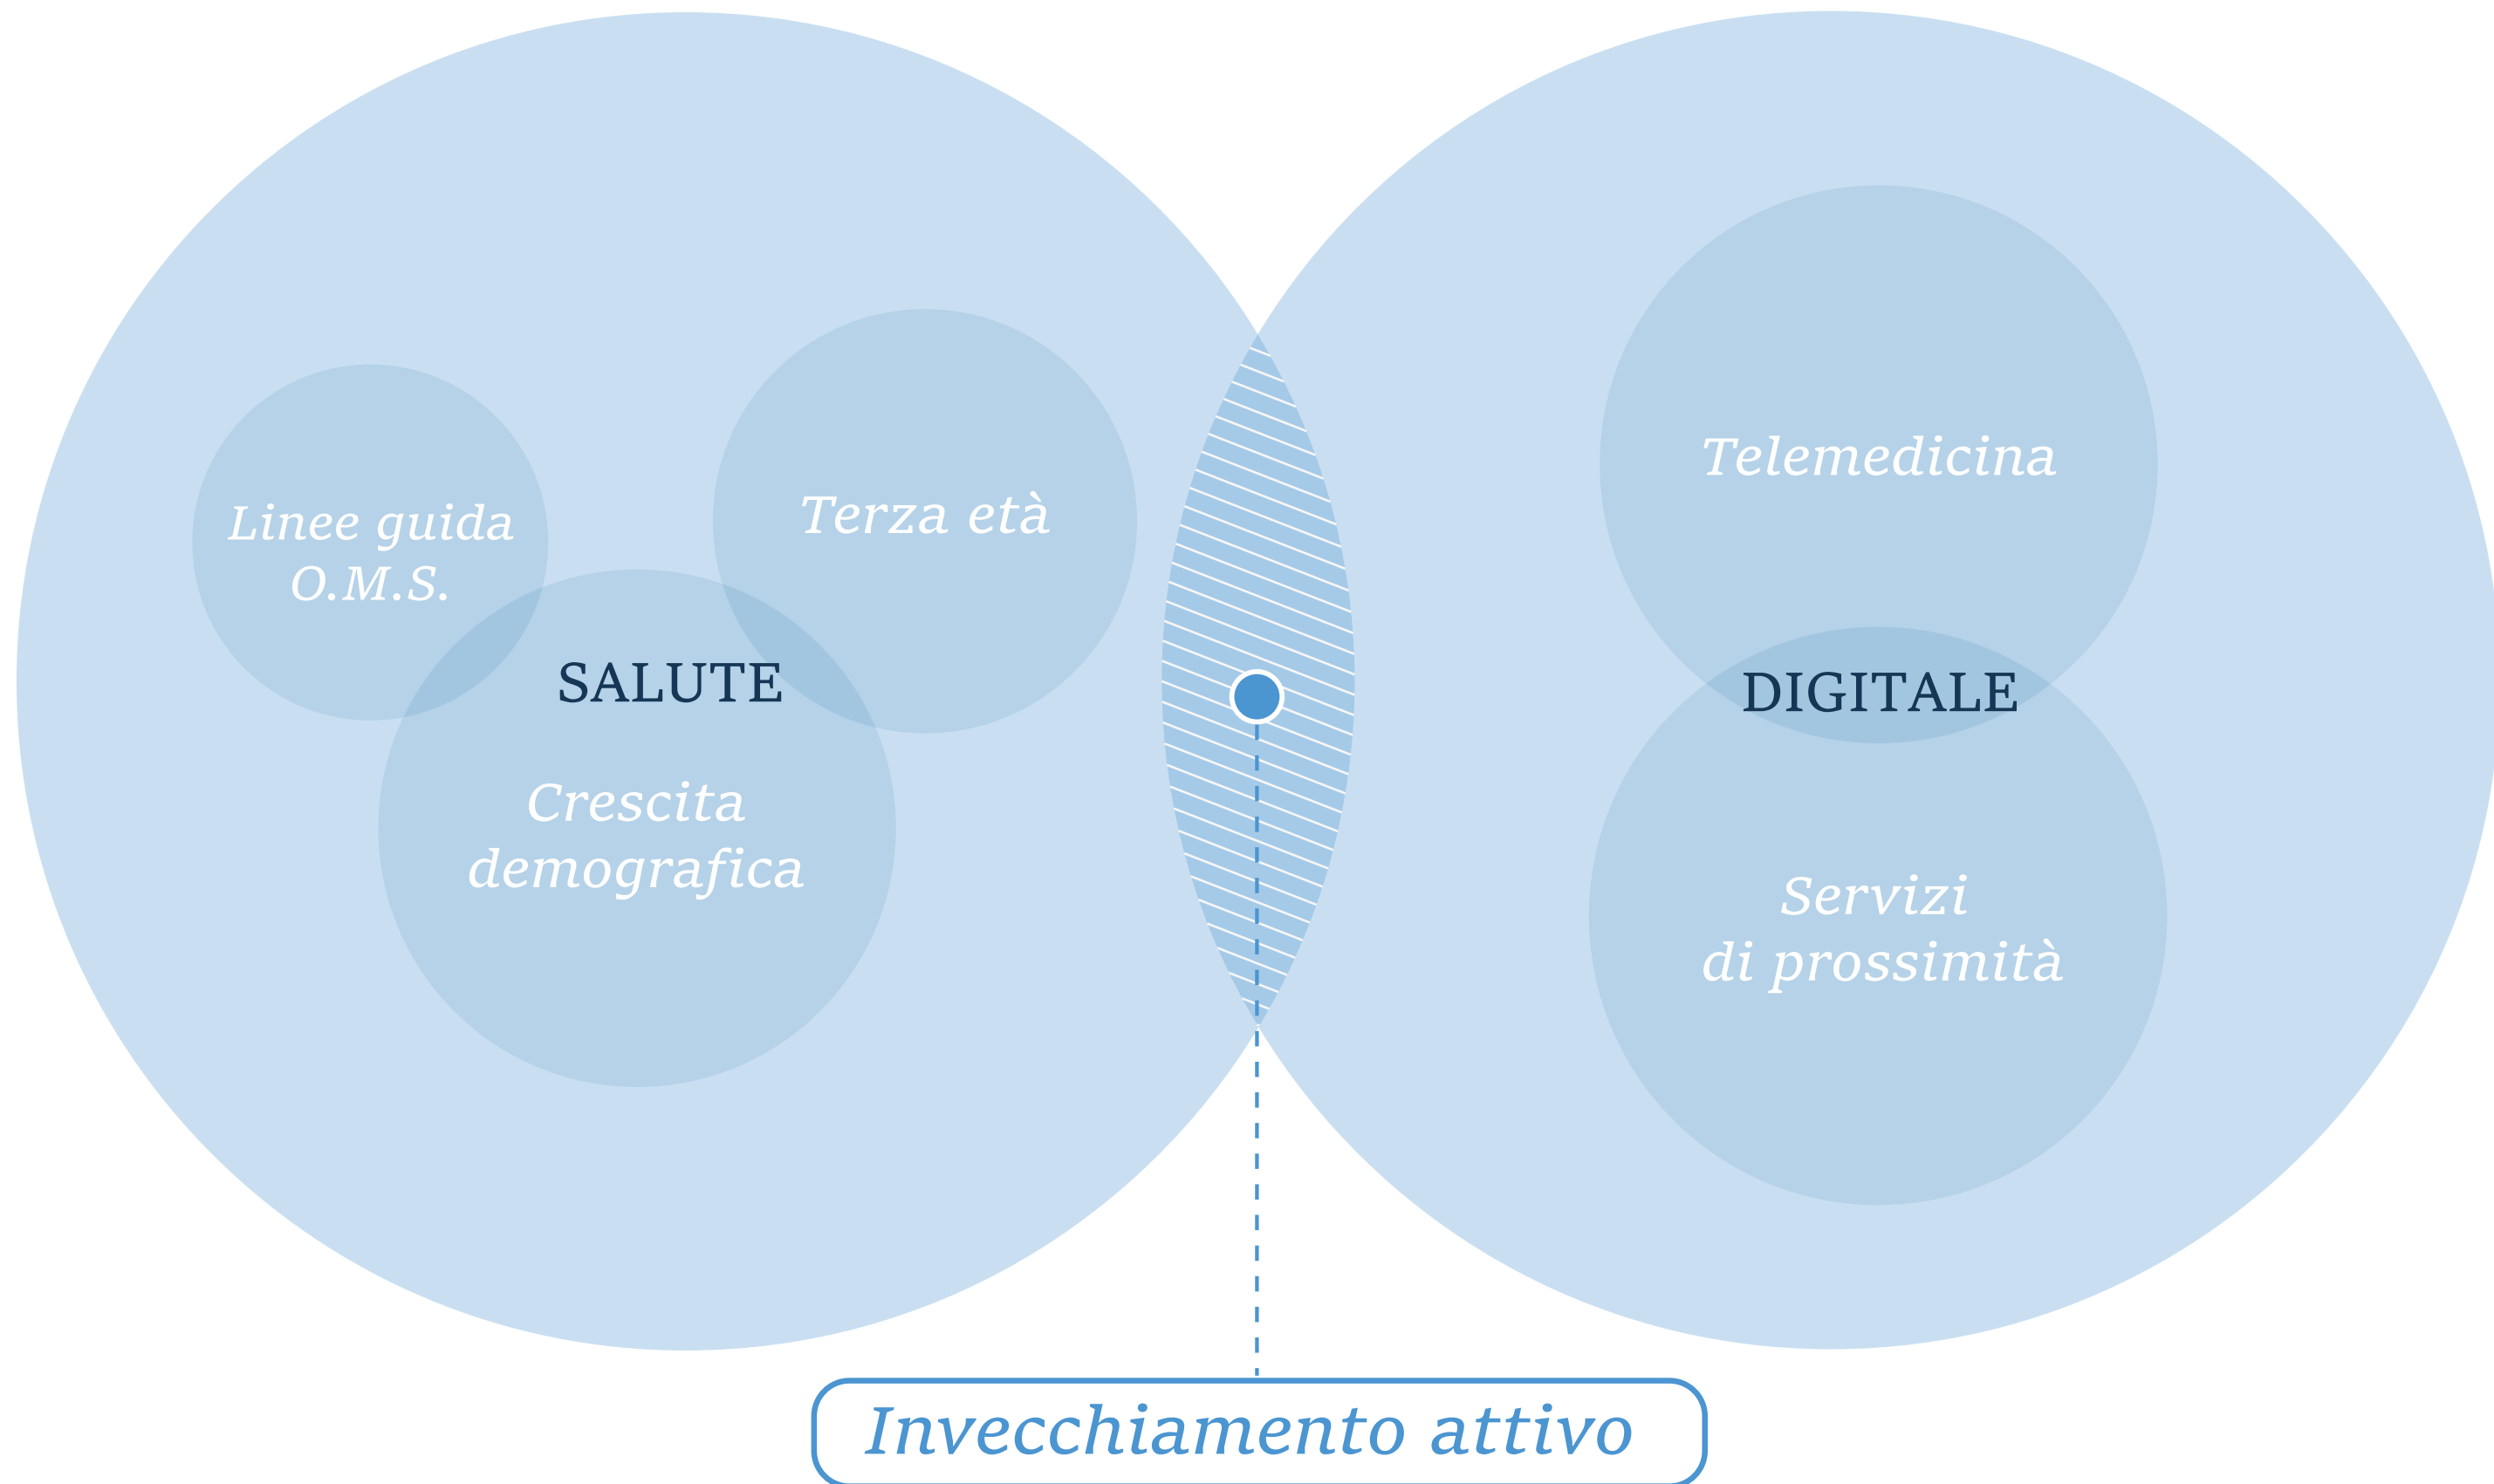 Linee guida
O.M.S.
Terza età
SALUTE
Crescita
demografica
Telemedicina
DIGITALE
Servizi
di prossimità
Invecchiamento attivo